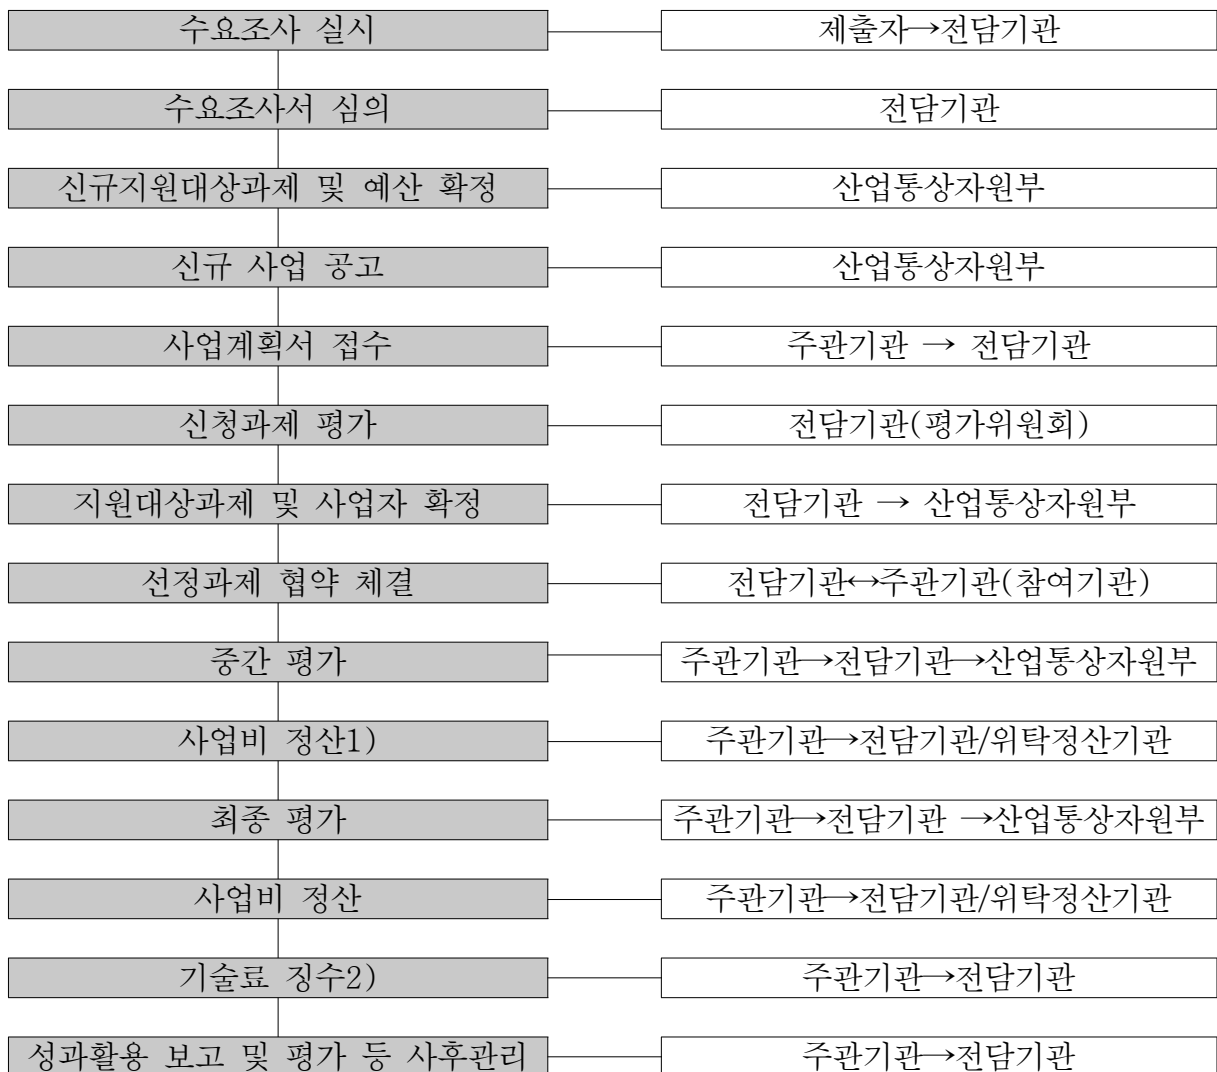 수요조사 실시
제출자→전담기관
수요조사서 심의
전담기관
신규지원대상과제 및 예산 확정
산업통상자원부
신규 사업 공고
산업통상자원부
사업계획서 접수
주관기관 → 전담기관
신청과제 평가
전담기관(평가위원회)
지원대상과제 및 사업자 확정
전담기관 → 산업통상자원부
선정과제 협약 체결
전담기관↔주관기관(참여기관)
중간 평가
주관기관→전담기관→산업통상자원부
사업비 정산1)
주관기관→전담기관/위탁정산기관
최종 평가
주관기관→전담기관 →산업통상자원부
사업비 정산
주관기관→전담기관/위탁정산기관
기술료 징수2)
주관기관→전담기관
성과활용 보고 및 평가 등 사후관리
주관기관→전담기관